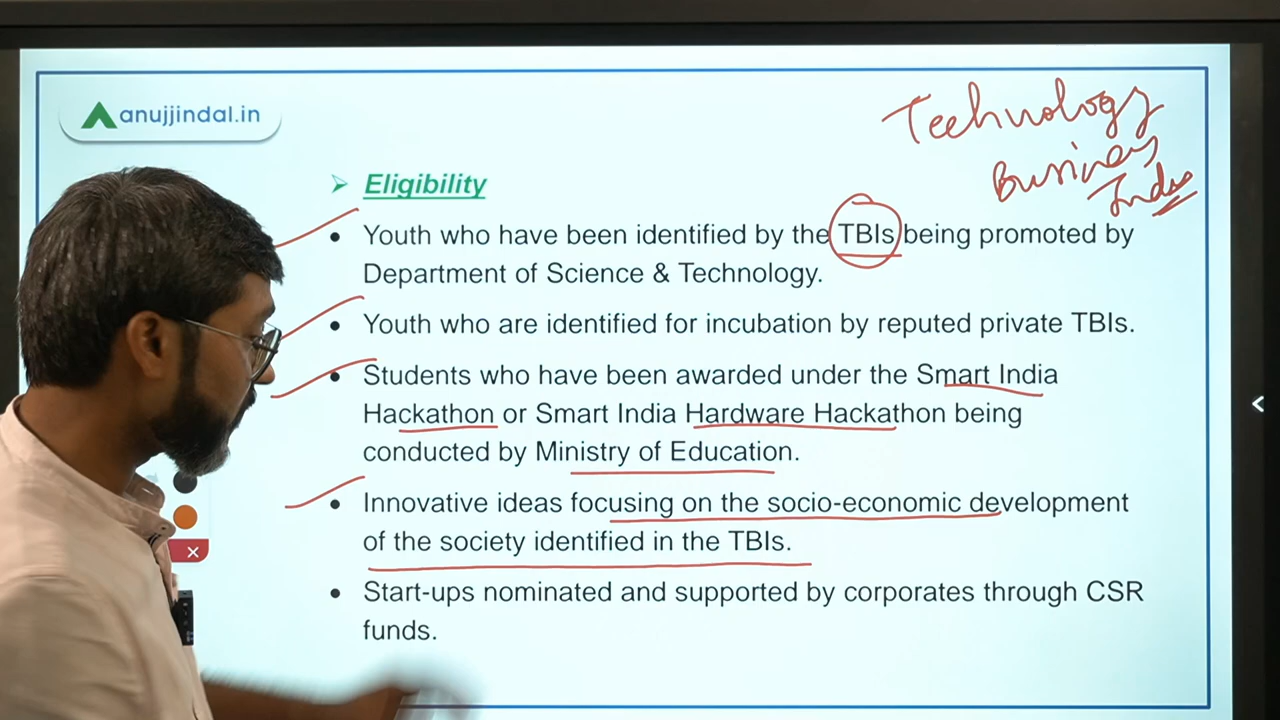 anujjindal.in
Technology
Business
Eligibility
Youth who have been identified by the TBIs being promoted by
Department of Science & Technology.
Youth who are identified for incubation by reputed private TBIs.
Students who have been awarded under the Smart India
Hackathon or Smart India Hardware Hackathon being
conducted by Ministry of Education.
Innovative ideas focusing on the socio-economic development
of the society identified in the TBIs.
Start-ups nominated and supported by corporates through CSR
funds.